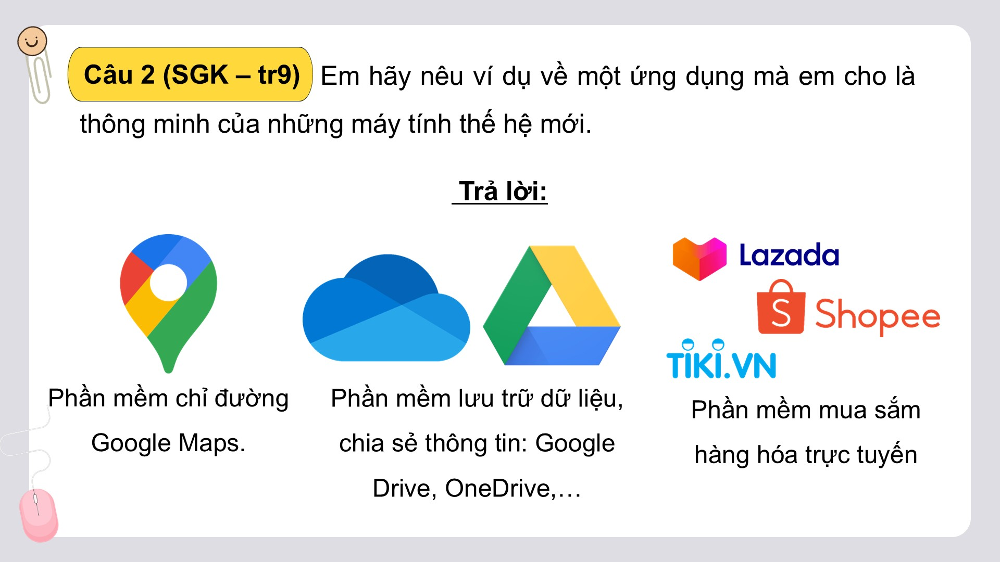 Câu 2 (SGK – tr9) Em hãy nêu ví dụ về một ứng dụng mà em cho là
thông minh của những máy tính thế hệ mới.
Trả lời:
Lazada
S Shopee
TIKI.VN
Phần mềm chỉ đường
Google Maps.
Phần mềm lưu trữ dữ liệu,
chia sẻ thông tin: Google
Drive, OneDrive,…
Phần mềm mua sắm
hàng hóa trực tuyến